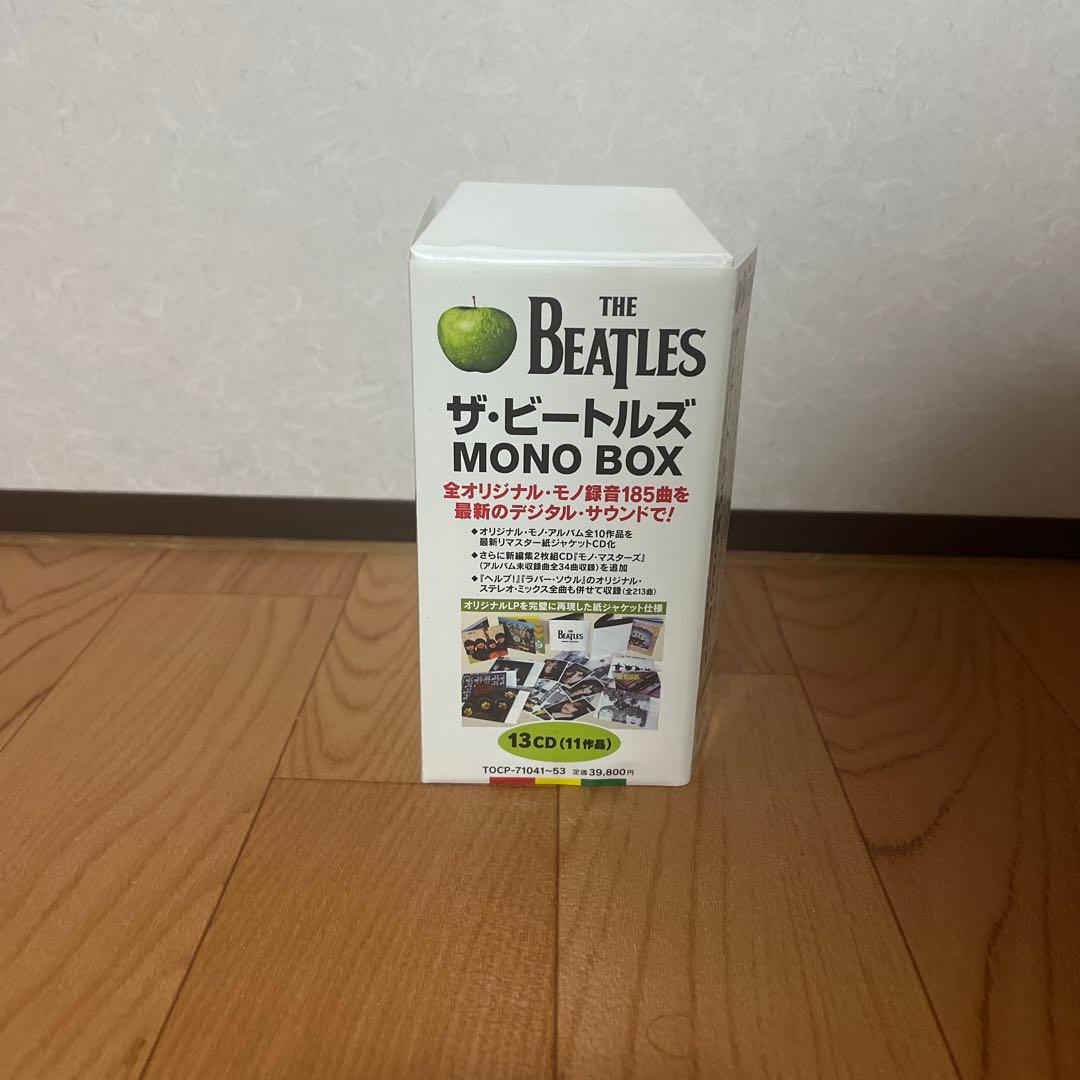 THE
BEATLES
ザ・ビートルズ
MONO BOX
全オリジナル・モノ録音185曲を
最新のデジタル・サウンドで!
◆オリジナル・モノ・アルバム全10作品を
最新リマスター紙ジャケットCD化
◆さらに新編集2枚組CD『モノ・マスターズ』
(アルバム未収録曲全34曲収録)を追加
◆『ヘルプ!』『ラバー・ソウル』のオリジナル・
ステレオ・ミックス全曲も併せて収録(全213曲)
オリジナルLPを完璧に再現した紙ジャケット仕様
THE
BEATLES
13CD(11作品)
TOCP-71041~53 定価39,800円